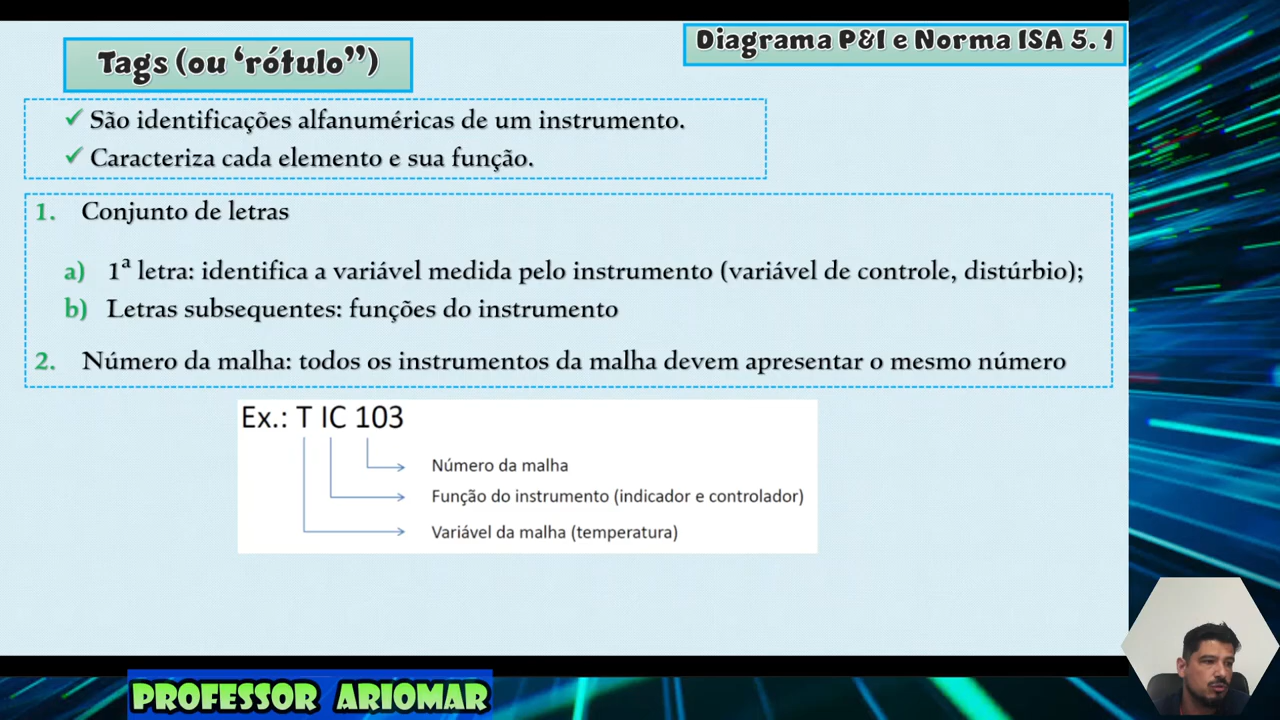 Tags (ou ‘rótulo”)
Diagrama P&I e Norma ISA 5. 1
✓ São identificações alfanuméricas de um instrumento.
✓ Caracteriza cada elemento e sua função.
1. Conjunto de letras
a) 1ª letra: identifica a variável medida pelo instrumento (variável de controle, distúrbio);
b) Letras subsequentes: funções do instrumento
2. Número da malha: todos os instrumentos da malha devem apresentar o mesmo número
Ex.: T IC 103
Número da malha
Função do instrumento (indicador e controlador)
Variável da malha (temperatura)
PROFESSOR ARIOMAR